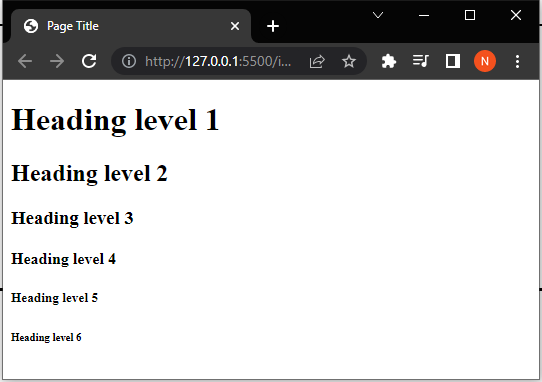 Page Title
http://127.0.0.1:5500/i...
N
Heading level 1
Heading level 2
Heading level 3
Heading level 4
Heading level 5
Heading level 6